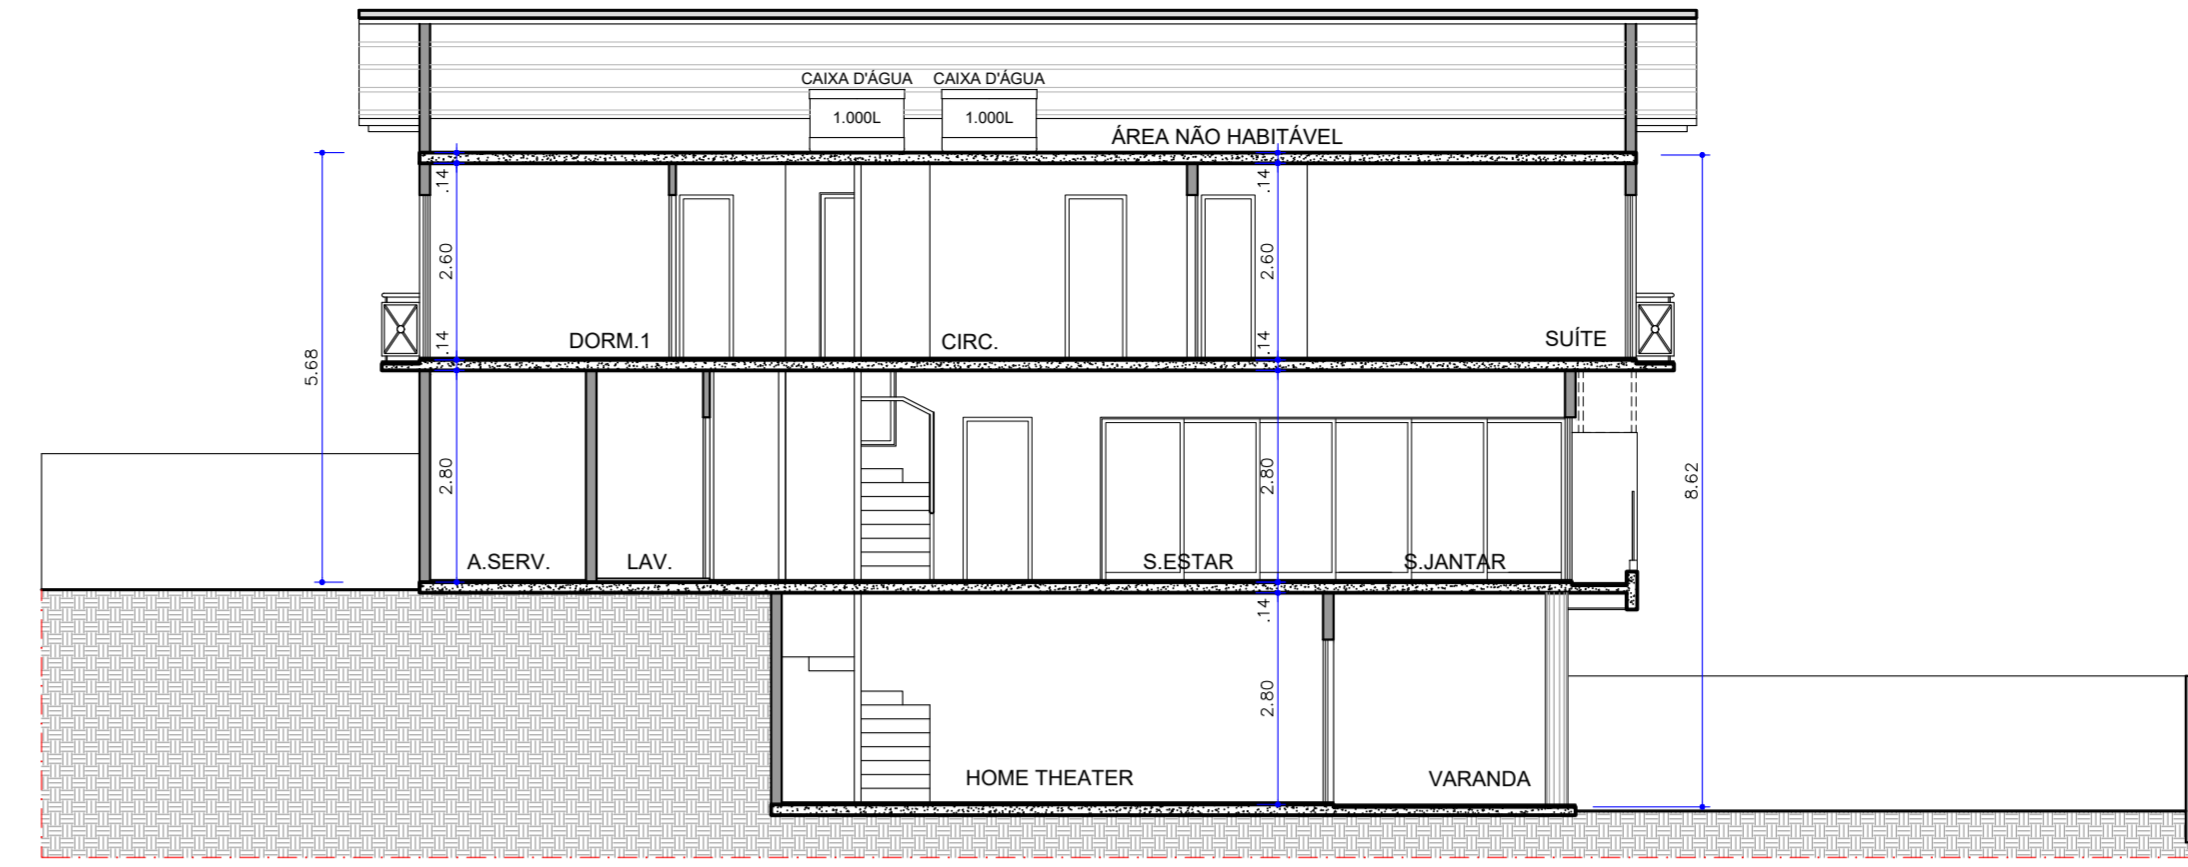 CAIXA D'ÁGUA CAIXA D'ÁGUA
1.000L 1.000L
ÁREA NÃO HABITÁVEL
.14 .14
2.60 2.60
DORM.1 CIRC. SUÍTE
.14 .14
5.68
2.80 2.80
8.62
A.SERV. LAV. S.ESTAR S.JANTAR
.14
2.80
HOME THEATER VARANDA